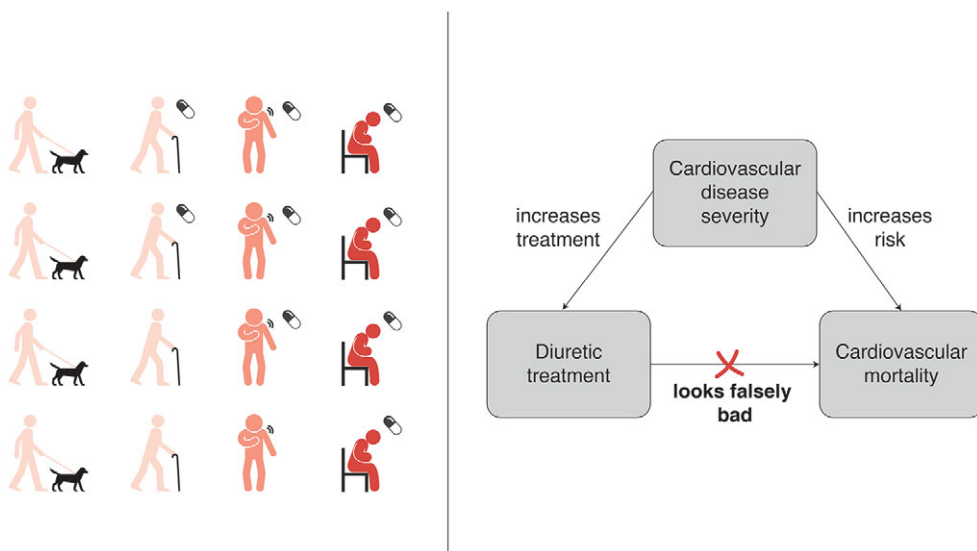 Cardiovascular
disease
severity
increases
treatment
increases
risk
Diuretic
treatment
looks falsely
bad
Cardiovascular
mortality